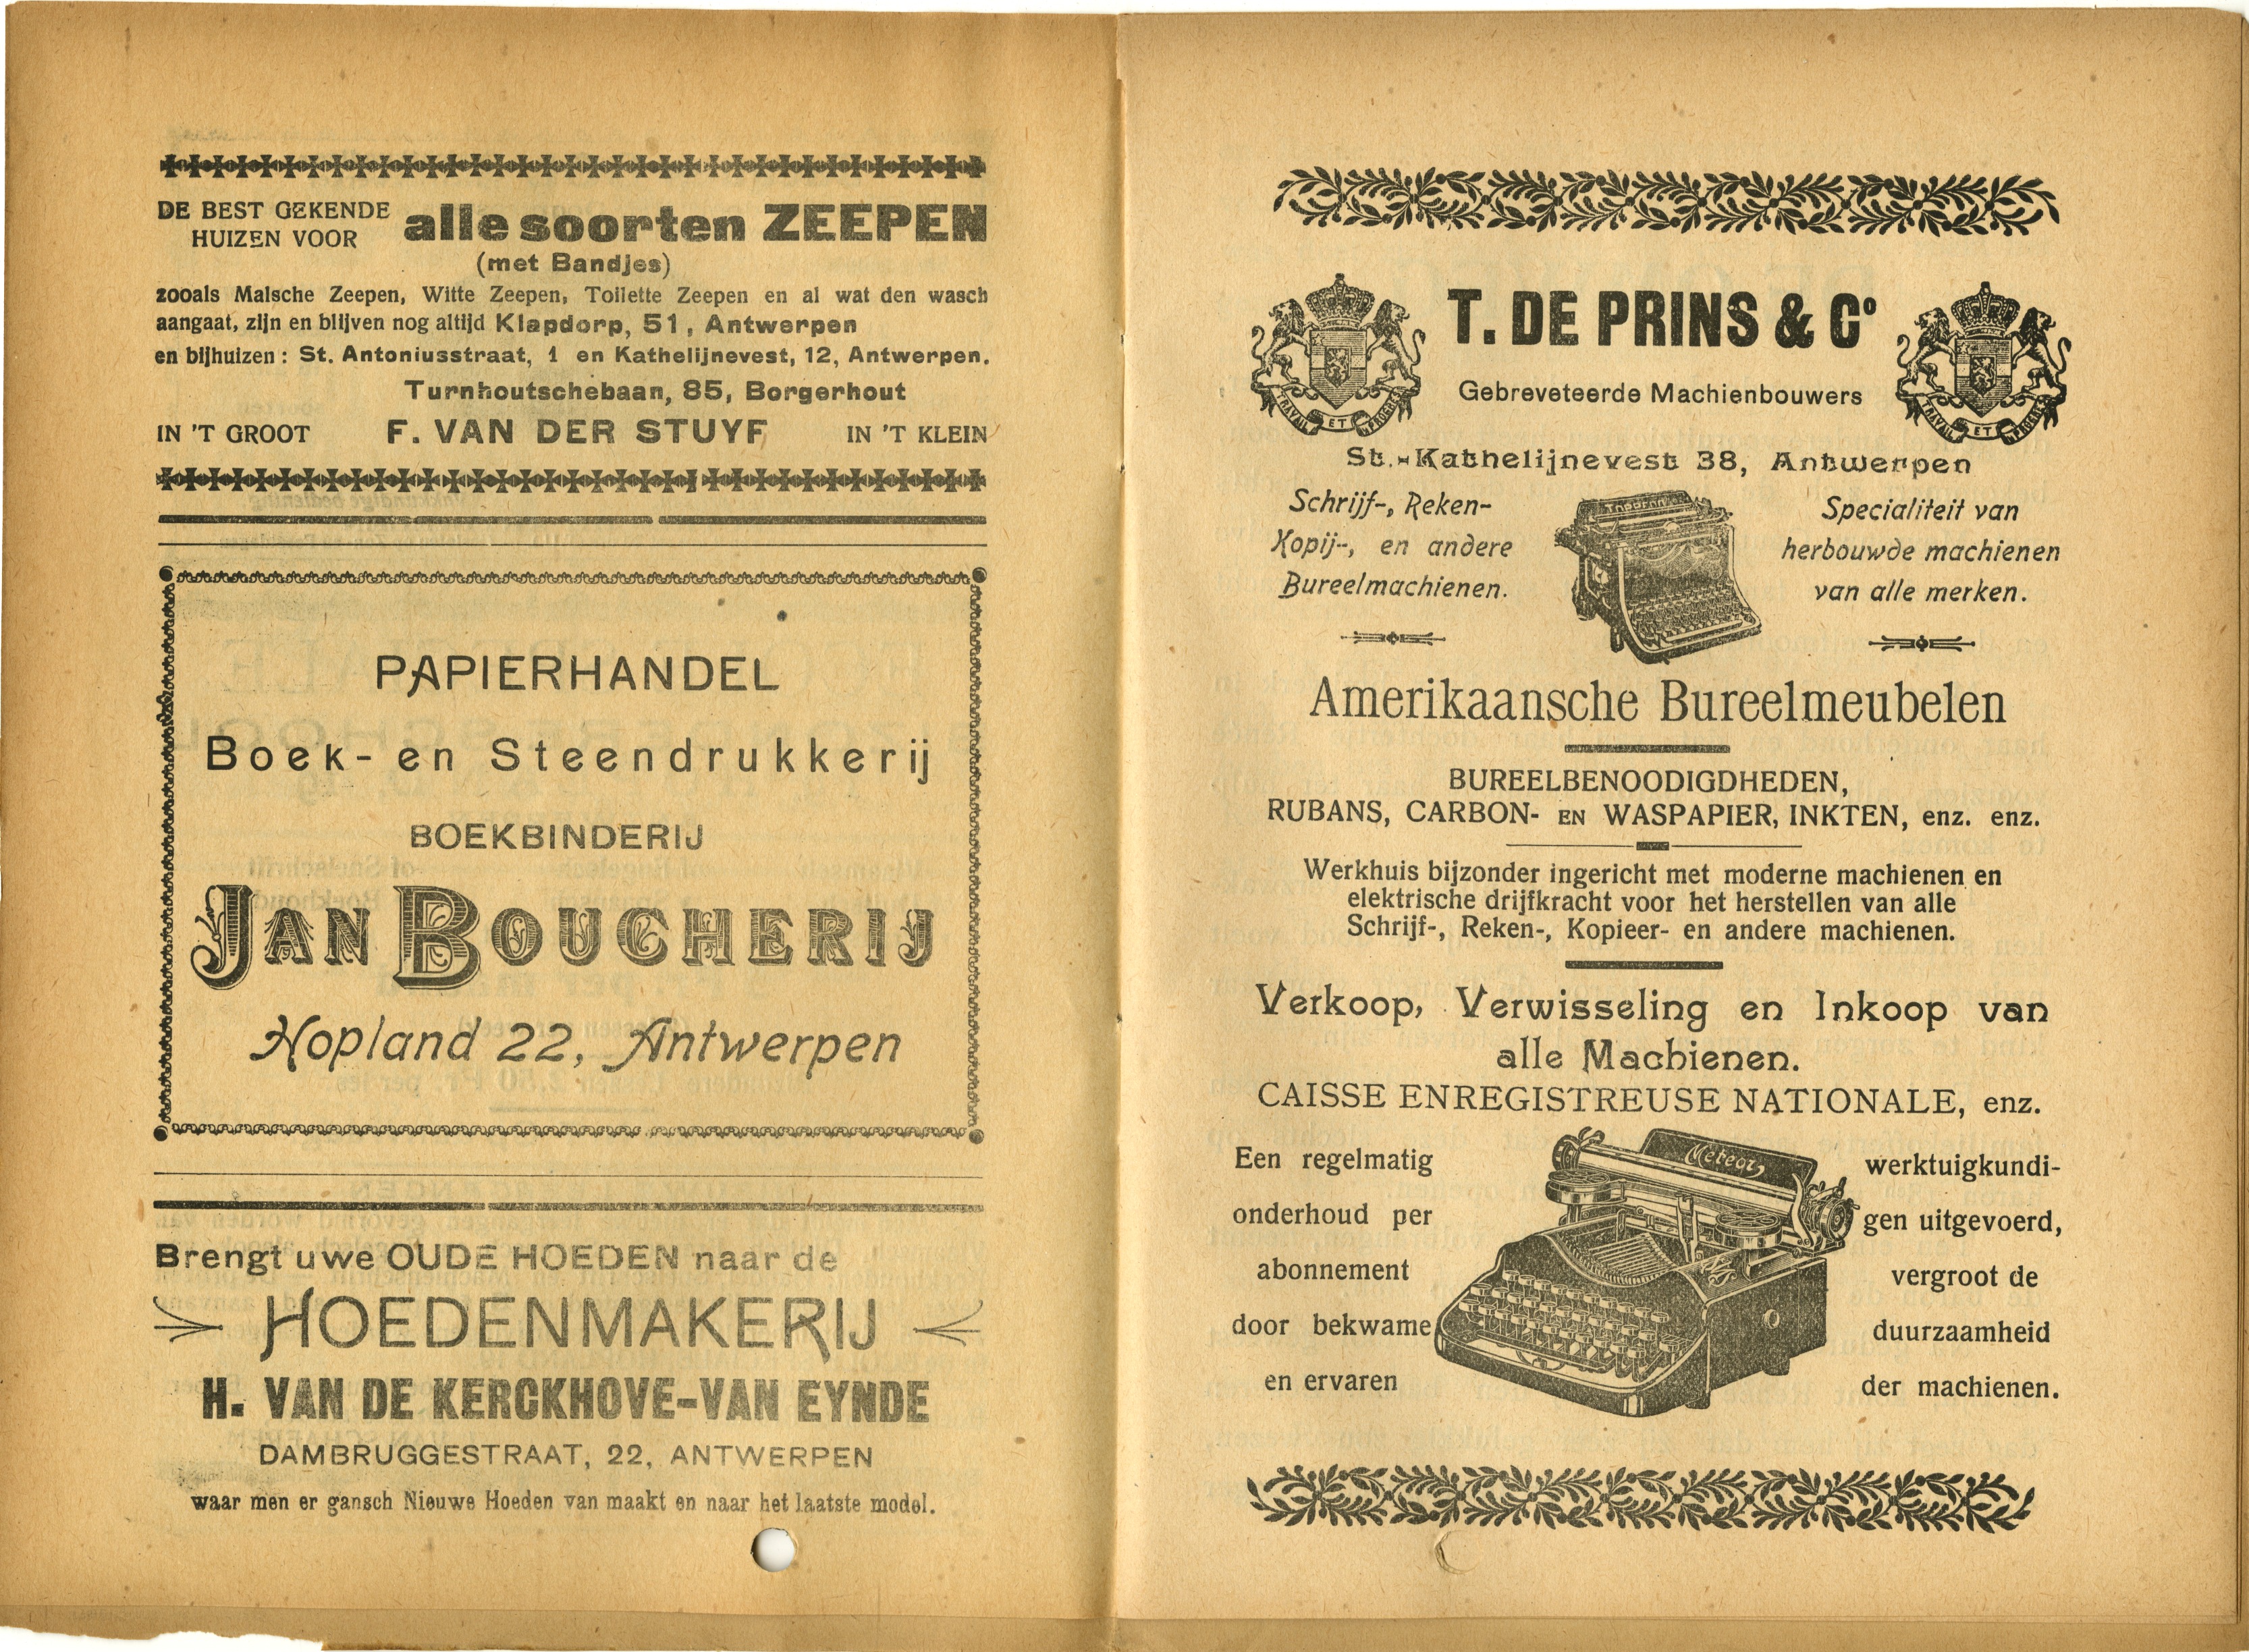 DE BEST GEKENDE
HUIZEN VOOR
alle soorten ZEEPEN
(met Bandjes)
zooals Malsche Zeepen, Witte Zeepen, Toilette Zeepen en al wat den wasch
aangaat, zijn en blijven nog altijd Klapdorp, 51, Antwerpen
en bijhuizen : St. Antoniusstraat, 1 en Kathelijnevest, 12, Antwerpen.
Turnhoutschebaan, 85, Borgerhout
IN 'T GROOT F. VAN DER STUYF IN 'T KLEIN
PAPIERHANDEL
Boek- en Steendrukkerij
BOEKBINDERIJ
JAN BOUCHERIJ
Hopland 22, Antwerpen
Brengt uwe OUDE HOEDEN naar de
HOEDENMAKERIJ
H. VAN DE KERCKHOVE-VAN EYNDE
DAMBRUGGESTRAAT, 22, ANTWERPEN
waar men er gansch Nieuwe Hoeden van maakt en naar het laatste model.
T. DE PRINS & Cº
Gebreveteerde Machienbouwers
TRAVAIL ET PROGRES
TRAVAIL ET PROGRES
St.-Kathelijnevest 38, Antwerpen
Schrijf-, Reken-
Kopij-, en andere
Bureelmachienen.
Specialiteit van
herbouwde machienen
van alle merken.
Amerikaansche Bureelmeubelen
BUREELBENOODIGDHEDEN,
RUBANS, CARBON- EN WASPAPIER, INKTEN, enz. enz.
Werkhuis bijzonder ingericht met moderne machienen en
elektrische drijfkracht voor het herstellen van alle
Schrijf-, Reken-, Kopieer- en andere machienen.
Verkoop, Verwisseling en Inkoop van
alle Machienen.
CAISSE ENREGISTREUSE NATIONALE, enz.
Meteor
Een regelmatig
onderhoud per
abonnement
door bekwame
en ervaren
werktuigkundi-
gen uitgevoerd,
vergroot de
duurzaamheid
der machienen.